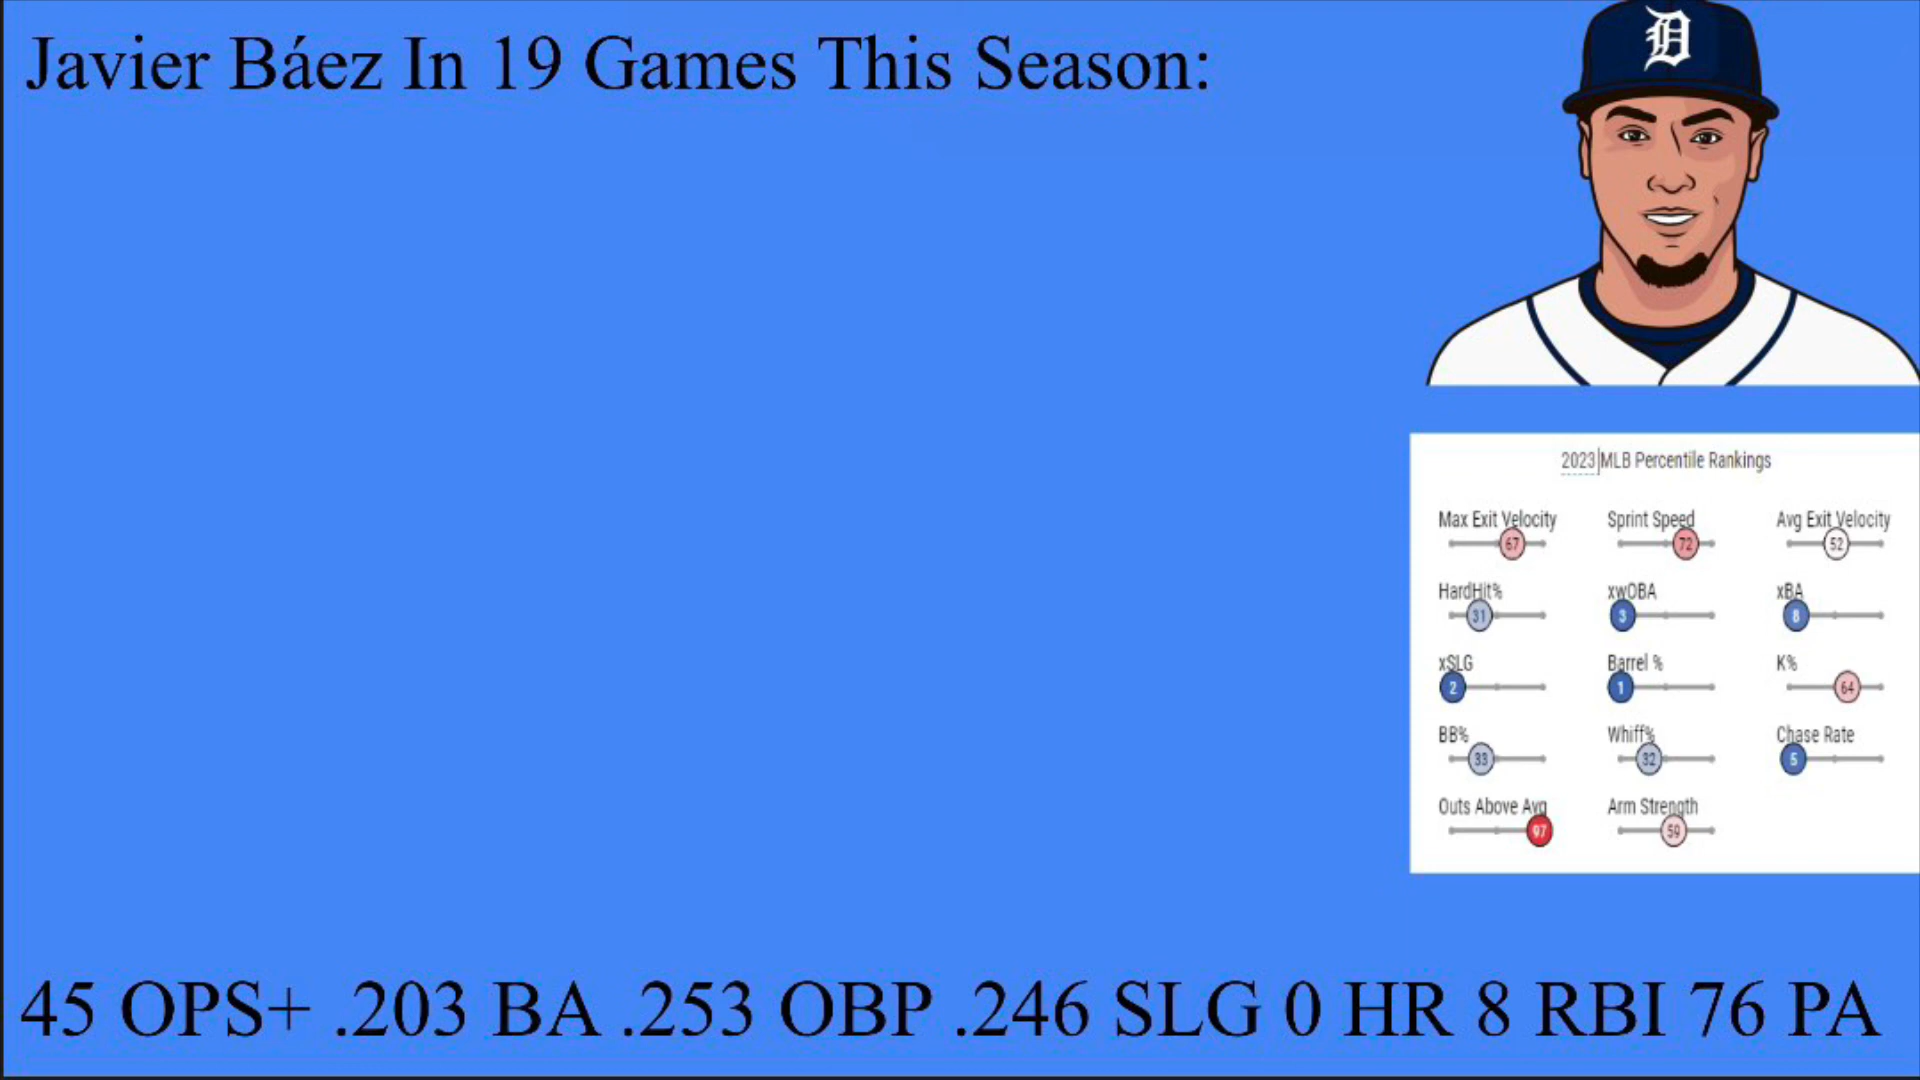 Javier Báez In 19 Games This Season:
D
2023 MLB Percentile Rankings
Max Exit Velocity Sprint Speed Avg Exit Velocity
67 72 52
HardHit% xwOBA xBA
31 3 8
xSLG Barrel % K%
2 1 64
BB% Whiff% Chase Rate
33 32 5
Outs Above Avg Arm Strength
97 59
45 OPS+ .203 BA .253 OBP .246 SLG 0 HR 8 RBI 76 PA